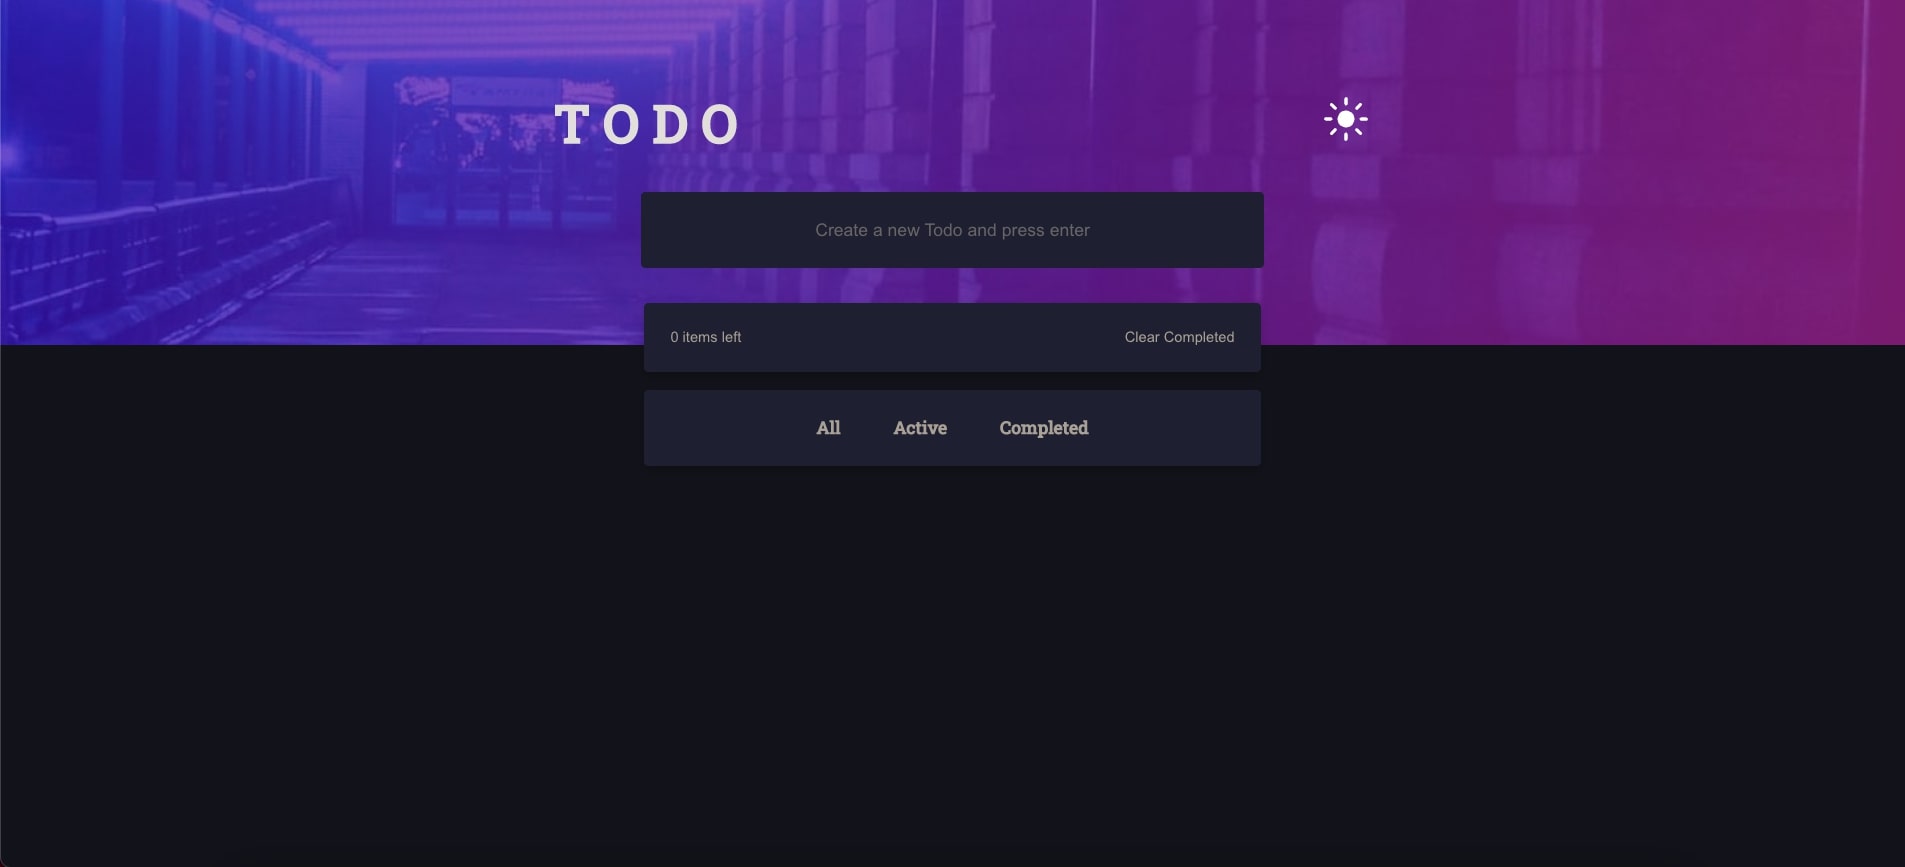 TODO
Create a new Todo and press enter
0 items left
Clear Completed
All
Active
Completed